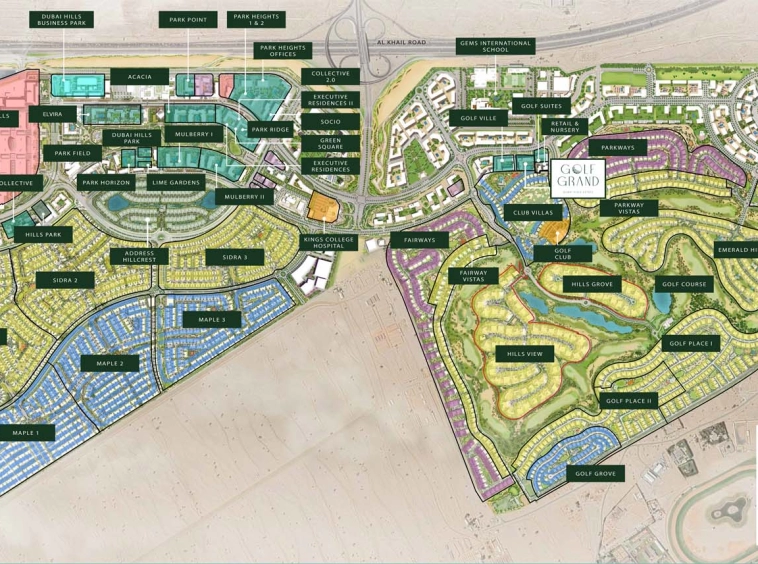 DUBAI HILLS
BUSINESS PARK
PARK POINT
PARK HEIGHTS
1 & 2
AL KHAIL ROAD
GEMS INTERNATIONAL
SCHOOL
PARK HEIGHTS
OFFICES
ACACIA
COLLECTIVE
2.0
EXECUTIVE
RESIDENCES II
GOLF SUITES
ELVIRA
LLS
SOCIO
GOLF VILLE
RETAIL &
NURSERY
DUBAI HILLS
PARK
MULBERRY I
PARK RIDGE
GREEN
SQUARE
PARKWAYS
PARK FIELD
EXECUTIVE
RESIDENCES
GOLF
GRAND
OLLECTIVE
PARK HORIZON
LIME GARDENS
MULBERRY II
CLUB VILLAS
PARKWAY
VISTAS
HILLS PARK
KINGS COLLEGE
HOSPITAL
FAIRWAYS
ADDRESS
HILLCREST
SIDRA 3
GOLF
CLUB
EMERALD HI
SIDRA 2
FAIRWAY
VISTAS
HILLS GROVE
GOLF COURSE
MAPLE 3
GOLF PLACE I
HILLS VIEW
MAPLE 2
GOLF PLACE II
MAPLE 1
GOLF GROVE